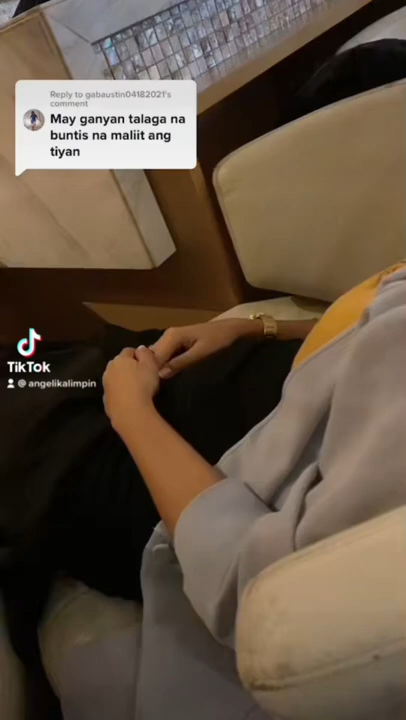 Reply to gabaustin04182021's
comment
May ganyan talaga na
buntis na maliit ang
tiyan
TikTok
@ angelikalimpin